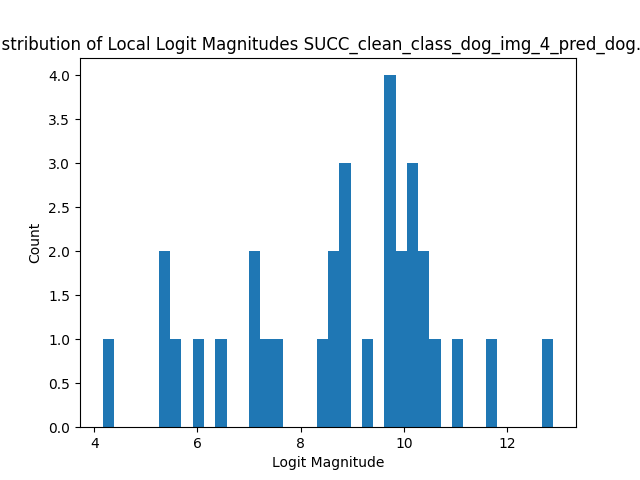 stribution of Local Logit Magnitudes SUCC_clean_class_dog_img_4_pred_dog.
4.0
3.5
3.0
2.5
2.0
1.5
1.0
0.5
0.0
Count
4 6 8 10 12
Logit Magnitude